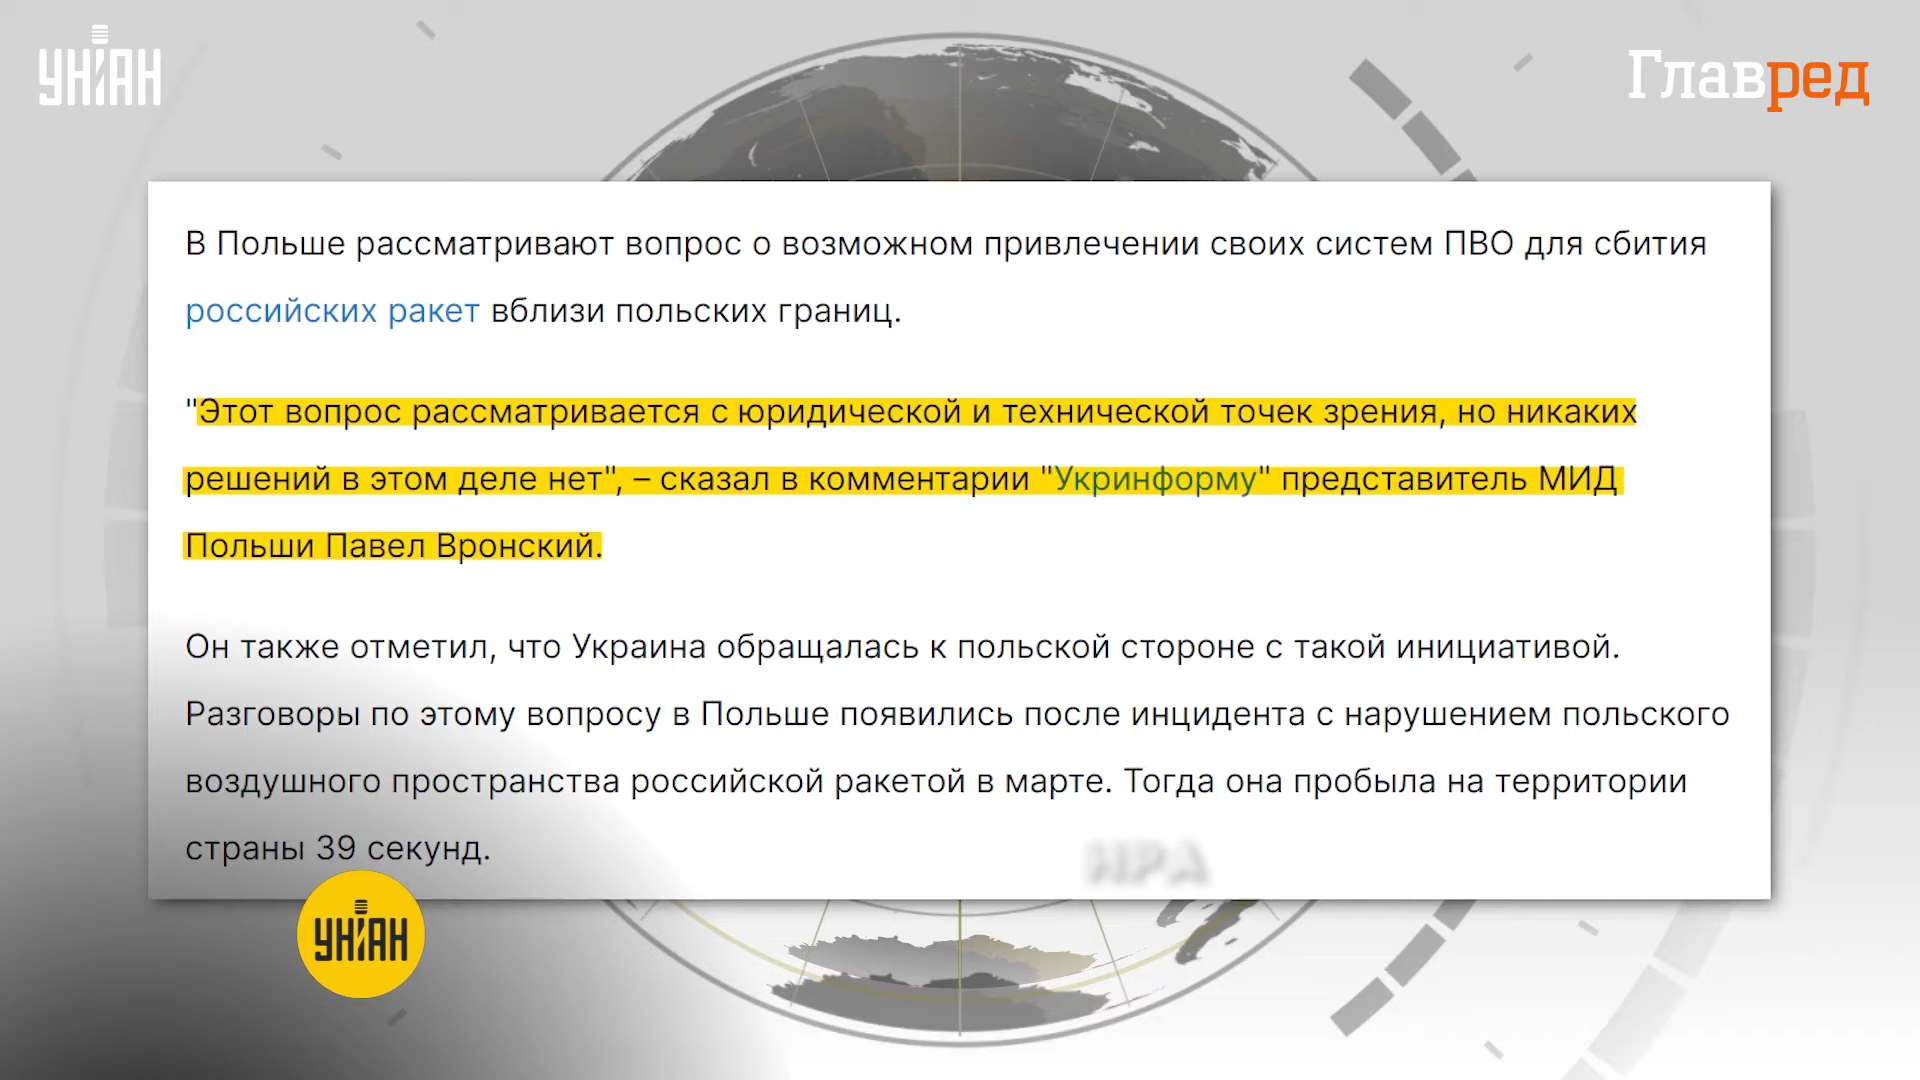 УНІАН
Главред
В Польше рассматривают вопрос о возможном привлечении своих систем ПВО для сбития
российских ракет вблизи польских границ.
"Этот вопрос рассматривается с юридической и технической точек зрения, но никаких
решений в этом деле нет", – сказал в комментарии "Укринформу" представитель МИД
Польши Павел Вронский.
Он также отметил, что Украина обращалась к польской стороне с такой инициативой.
Разговоры по этому вопросу в Польше появились после инцидента с нарушением польского
воздушного пространства российской ракетой в марте. Тогда она пробыла на территории
страны 39 секунд.
УНІАН